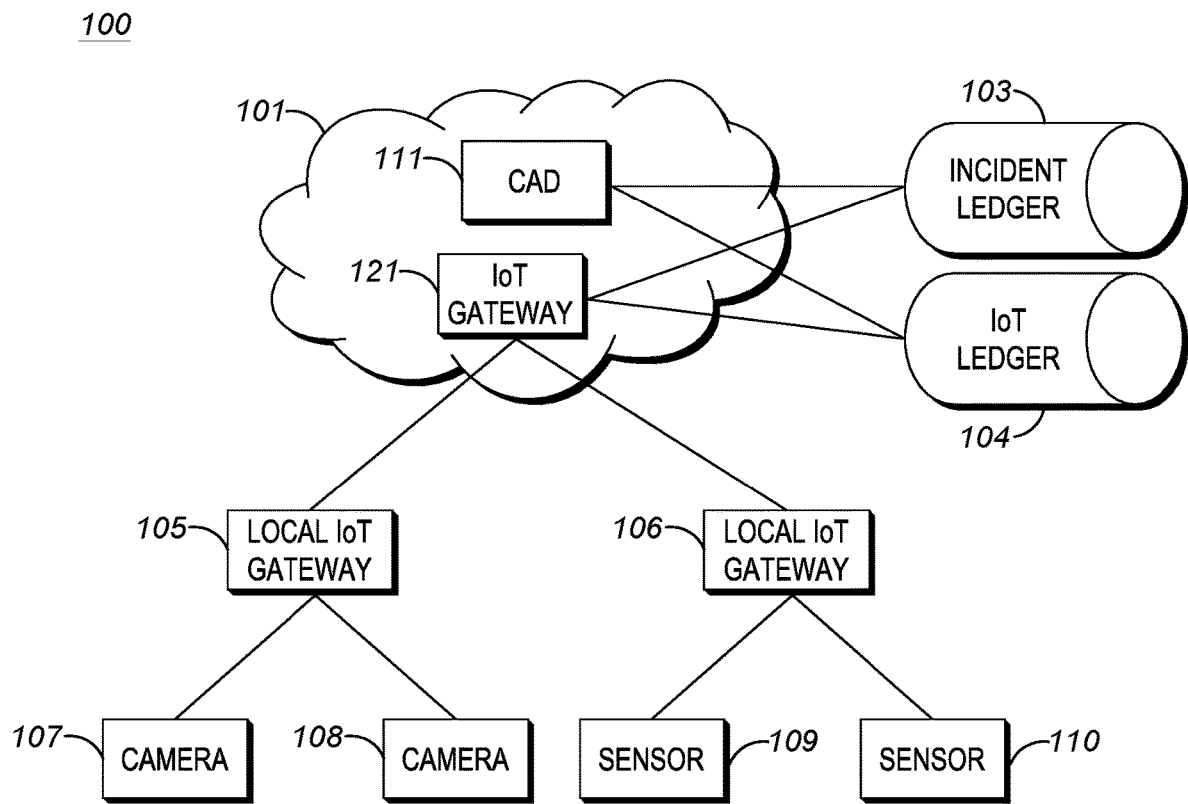 100
101
103
111
CAD
INCIDENT
LEDGER
121
IoT
GATEWAY
IoT
LEDGER
104
105
LOCAL IoT
GATEWAY
106
LOCAL IoT
GATEWAY
107
CAMERA
108
CAMERA
SENSOR
109
SENSOR
110